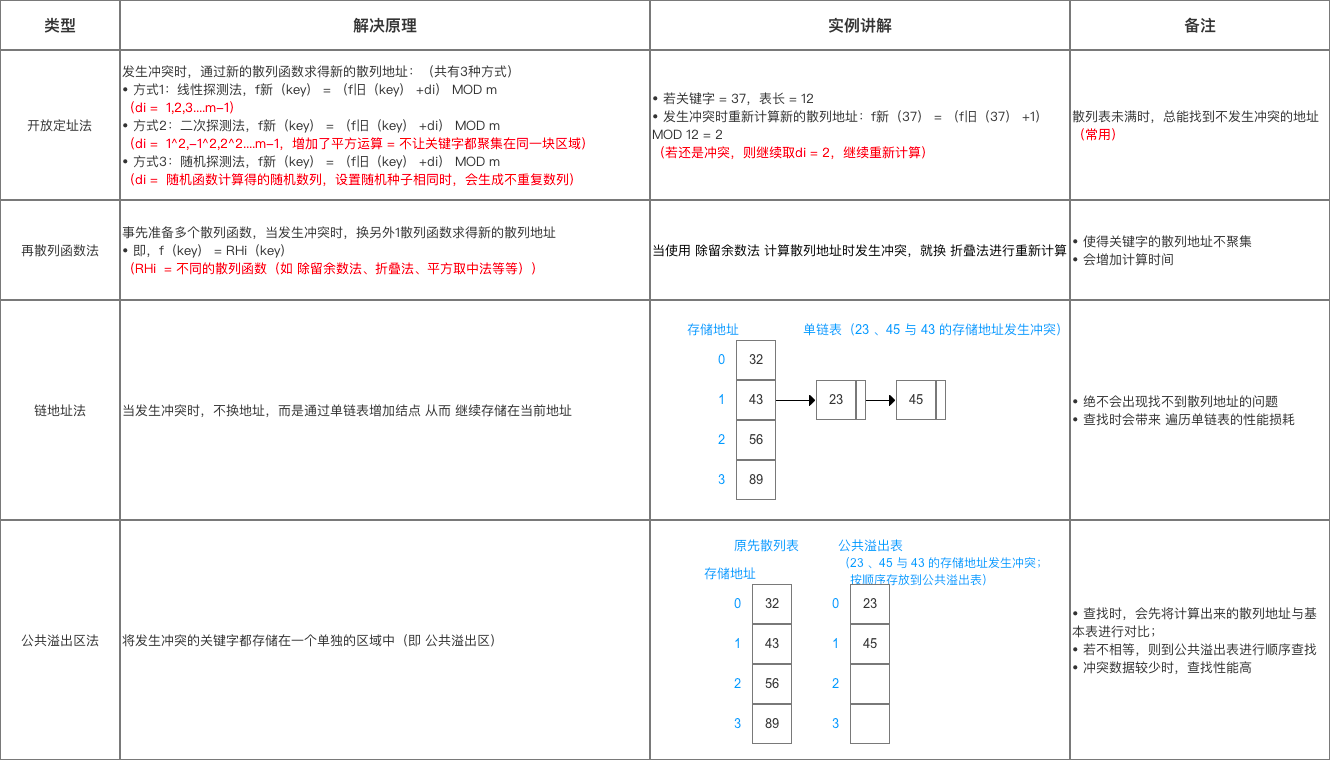 类型
解决原理
实例讲解
备注
开放定址法
发生冲突时，通过新的散列函数求得新的散列地址：（共有3种方式）
• 方式1：线性探测法，f新（key） = （f旧（key） +di） MOD m
（di = 1,2,3....m-1）
• 方式2：二次探测法，f新（key） = （f旧（key） +di） MOD m
（di = 1^2,-1^2,2^2....m-1，增加了平方运算 = 不让关键字都聚集在同一块区域）
• 方式3：随机探测法，f新（key） = （f旧（key） +di） MOD m
（di = 随机函数计算得的随机数列，设置随机种子相同时，会生成不重复数列）
• 若关键字 = 37，表长 = 12
• 发生冲突时重新计算新的散列地址：f新（37） = （f旧（37） +1）
MOD 12 = 2
（若还是冲突，则继续取di = 2，继续重新计算）
散列表未满时，总能找到不发生冲突的地址
（常用）
再散列函数法
事先准备多个散列函数，当发生冲突时，换另外1散列函数求得新的散列地址
• 即，f（key） = RHi（key）
（RHi = 不同的散列函数（如 除留余数法、折叠法、平方取中法等等））
当使用 除留余数法 计算散列地址时发生冲突，就换 折叠法进行重新计算
• 使得关键字的散列地址不聚集
• 会增加计算时间
链地址法
当发生冲突时，不换地址，而是通过单链表增加结点 从而 继续存储在当前地址
存储地址
单链表（23 、45 与 43 的存储地址发生冲突）
0 32
1 43 23 45
2 56
3 89
• 绝不会出现找不到散列地址的问题
• 查找时会带来 遍历单链表的性能损耗
公共溢出区法
将发生冲突的关键字都存储在一个单独的区域中（即 公共溢出区）
原先散列表
公共溢出表
（23 、45 与 43 的存储地址发生冲突；
按顺序存放到公共溢出表）
存储地址
0 32 0 23
1 43 1 45
2 56 2
3 89 3
• 查找时，会先将计算出来的散列地址与基
本表进行对比；
• 若不相等，则到公共溢出表进行顺序查找
• 冲突数据较少时，查找性能高